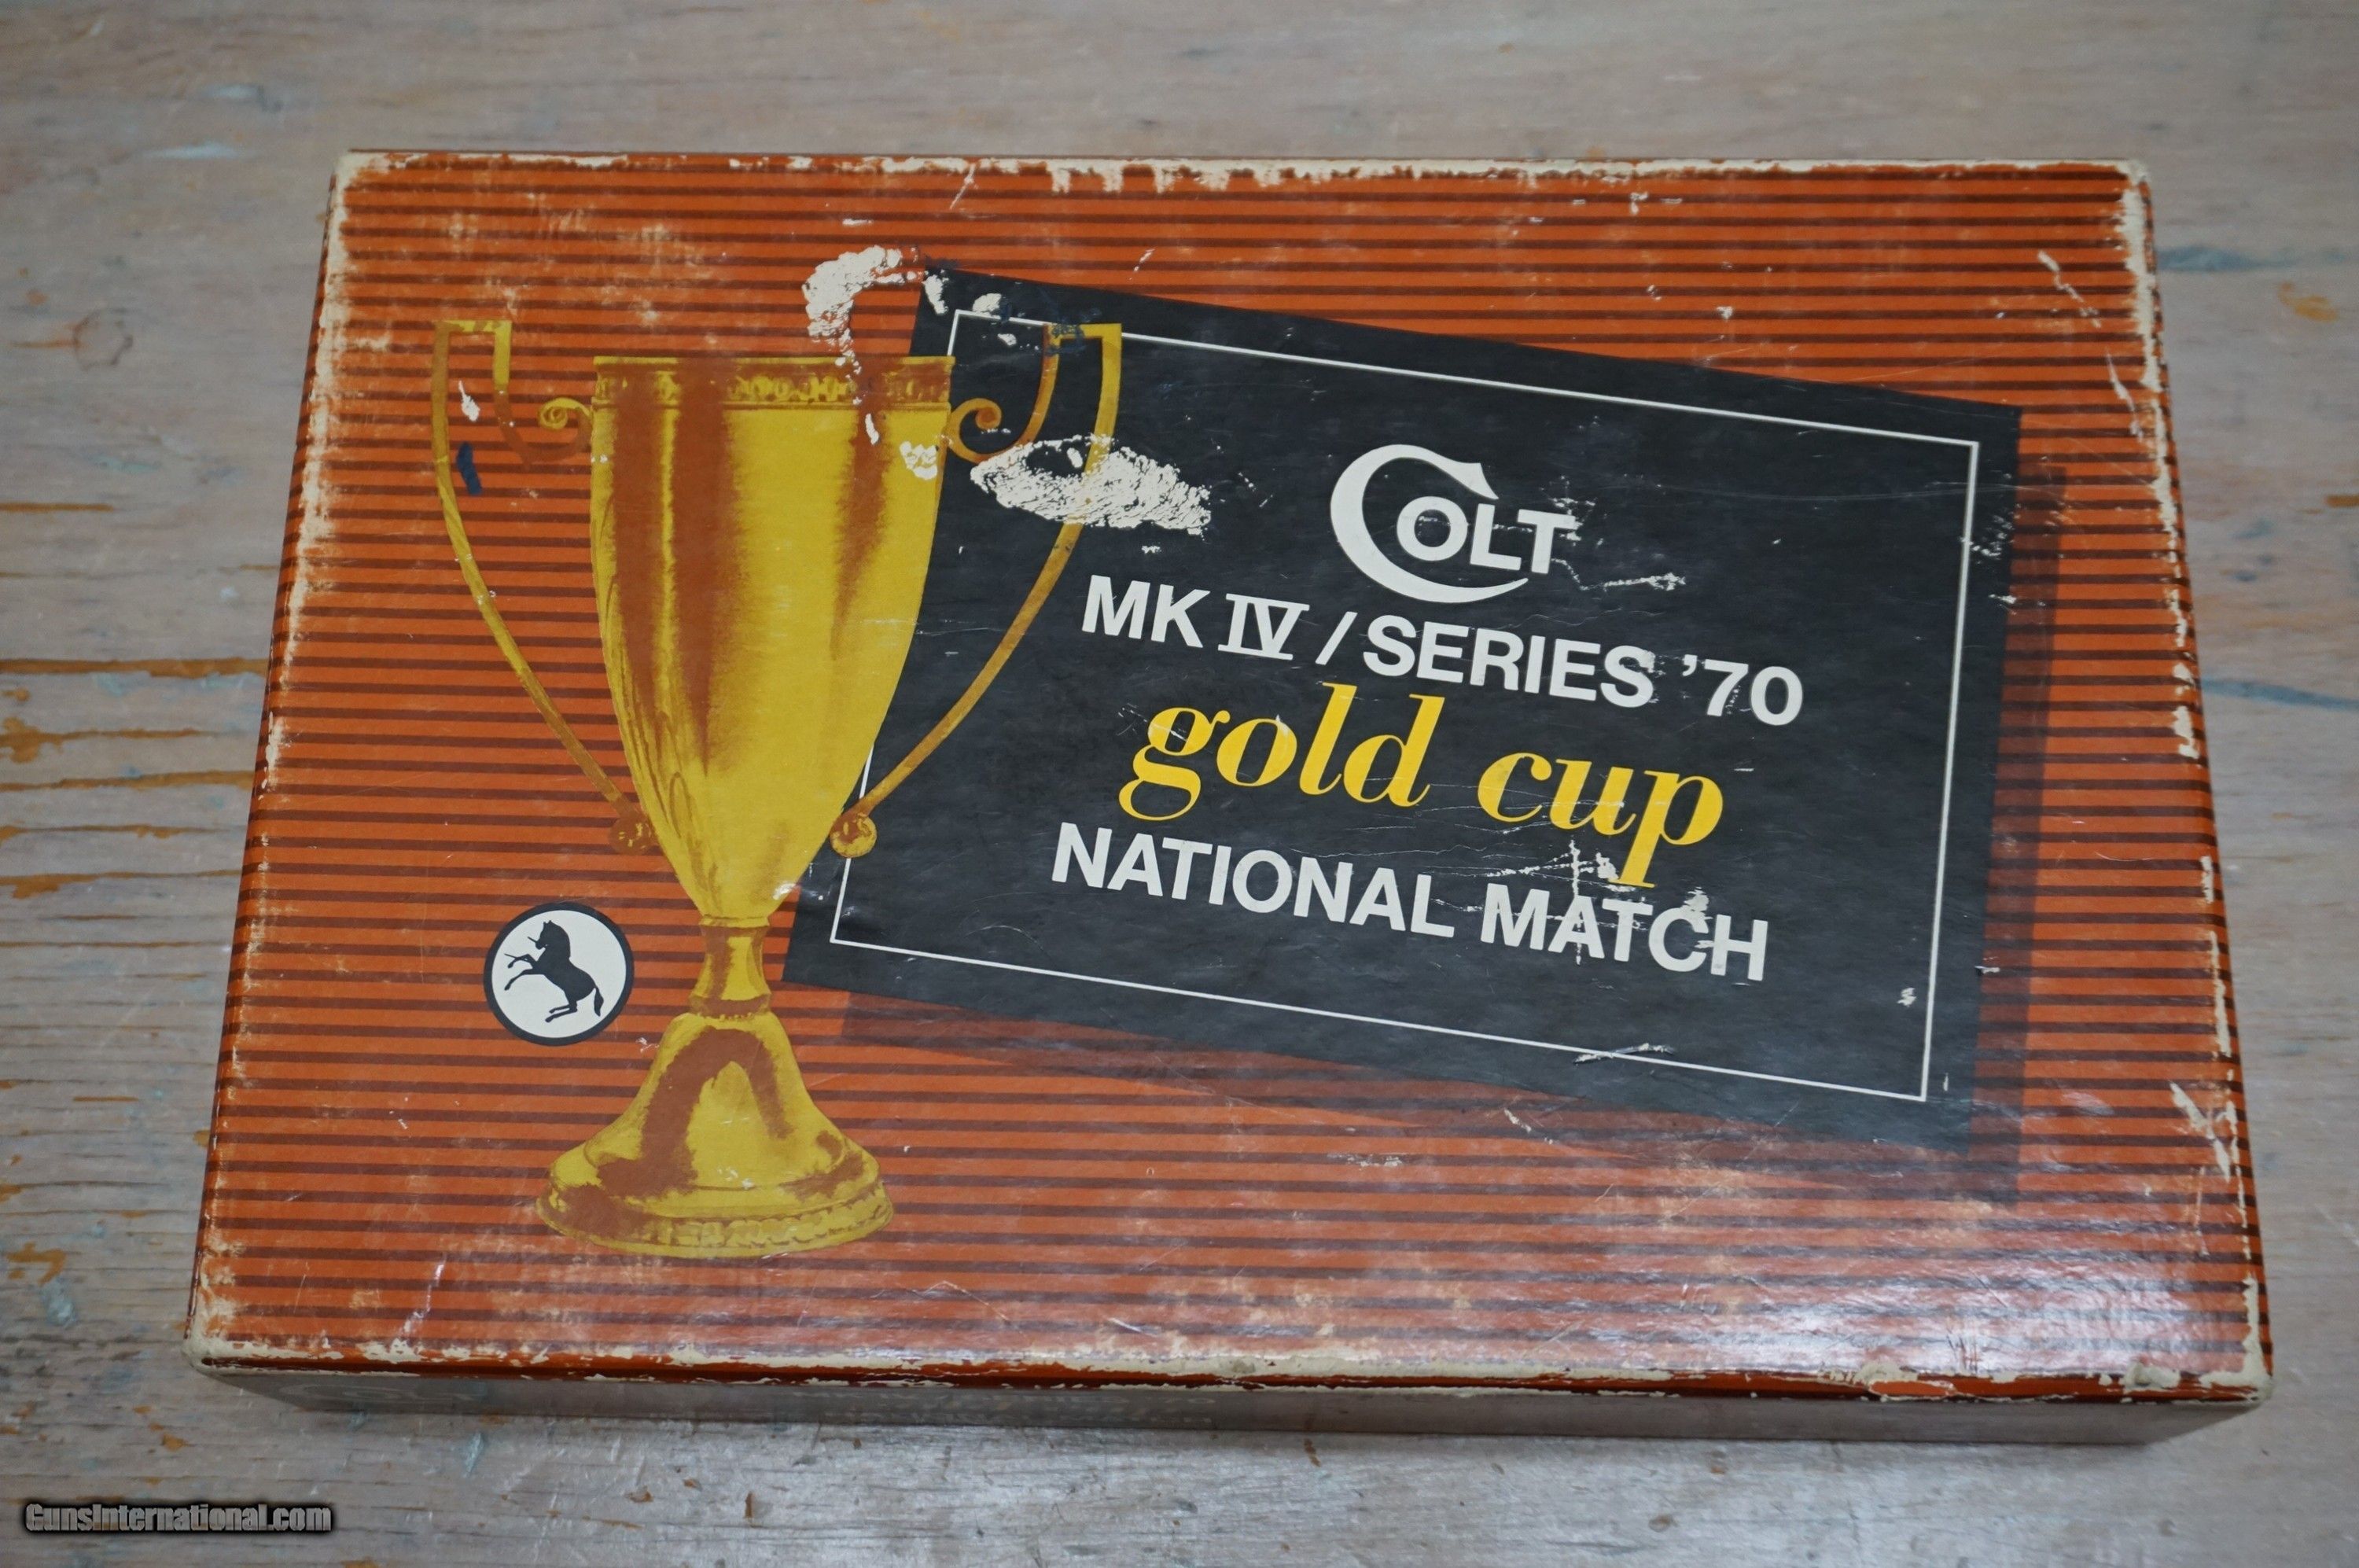 COLT
MK IV / SERIES '70
gold cup
NATIONAL MATCH
GunsInternational.com